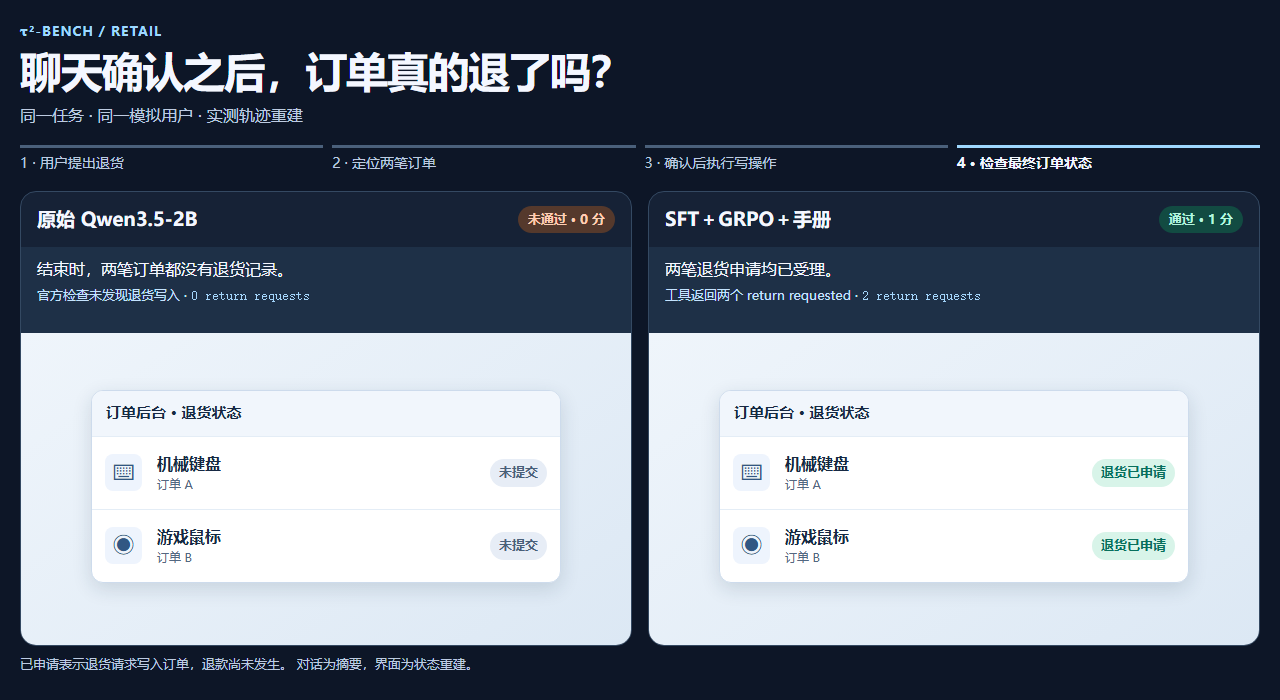 τ²-BENCH / RETAIL
聊天确认之后，订单真的退了吗?
同一任务 · 同一模拟用户 · 实测轨迹重建
1 · 用户提出退货
2 · 定位两笔订单
3 · 确认后执行写操作
4 · 检查最终订单状态
原始 Qwen3.5-2B
未通过 · 0 分
结束时，两笔订单都没有退货记录。
官方检查未发现退货写入 · 0 return requests
订单后台 · 退货状态
机械键盘
订单 A
未提交
游戏鼠标
订单 B
未提交
SFT + GRPO + 手册
通过 · 1 分
两笔退货申请均已受理。
工具返回两个 return requested · 2 return requests
订单后台 · 退货状态
机械键盘
订单 A
退货已申请
游戏鼠标
订单 B
退货已申请
已申请表示退货请求写入订单，退款尚未发生。 对话为摘要，界面为状态重建。